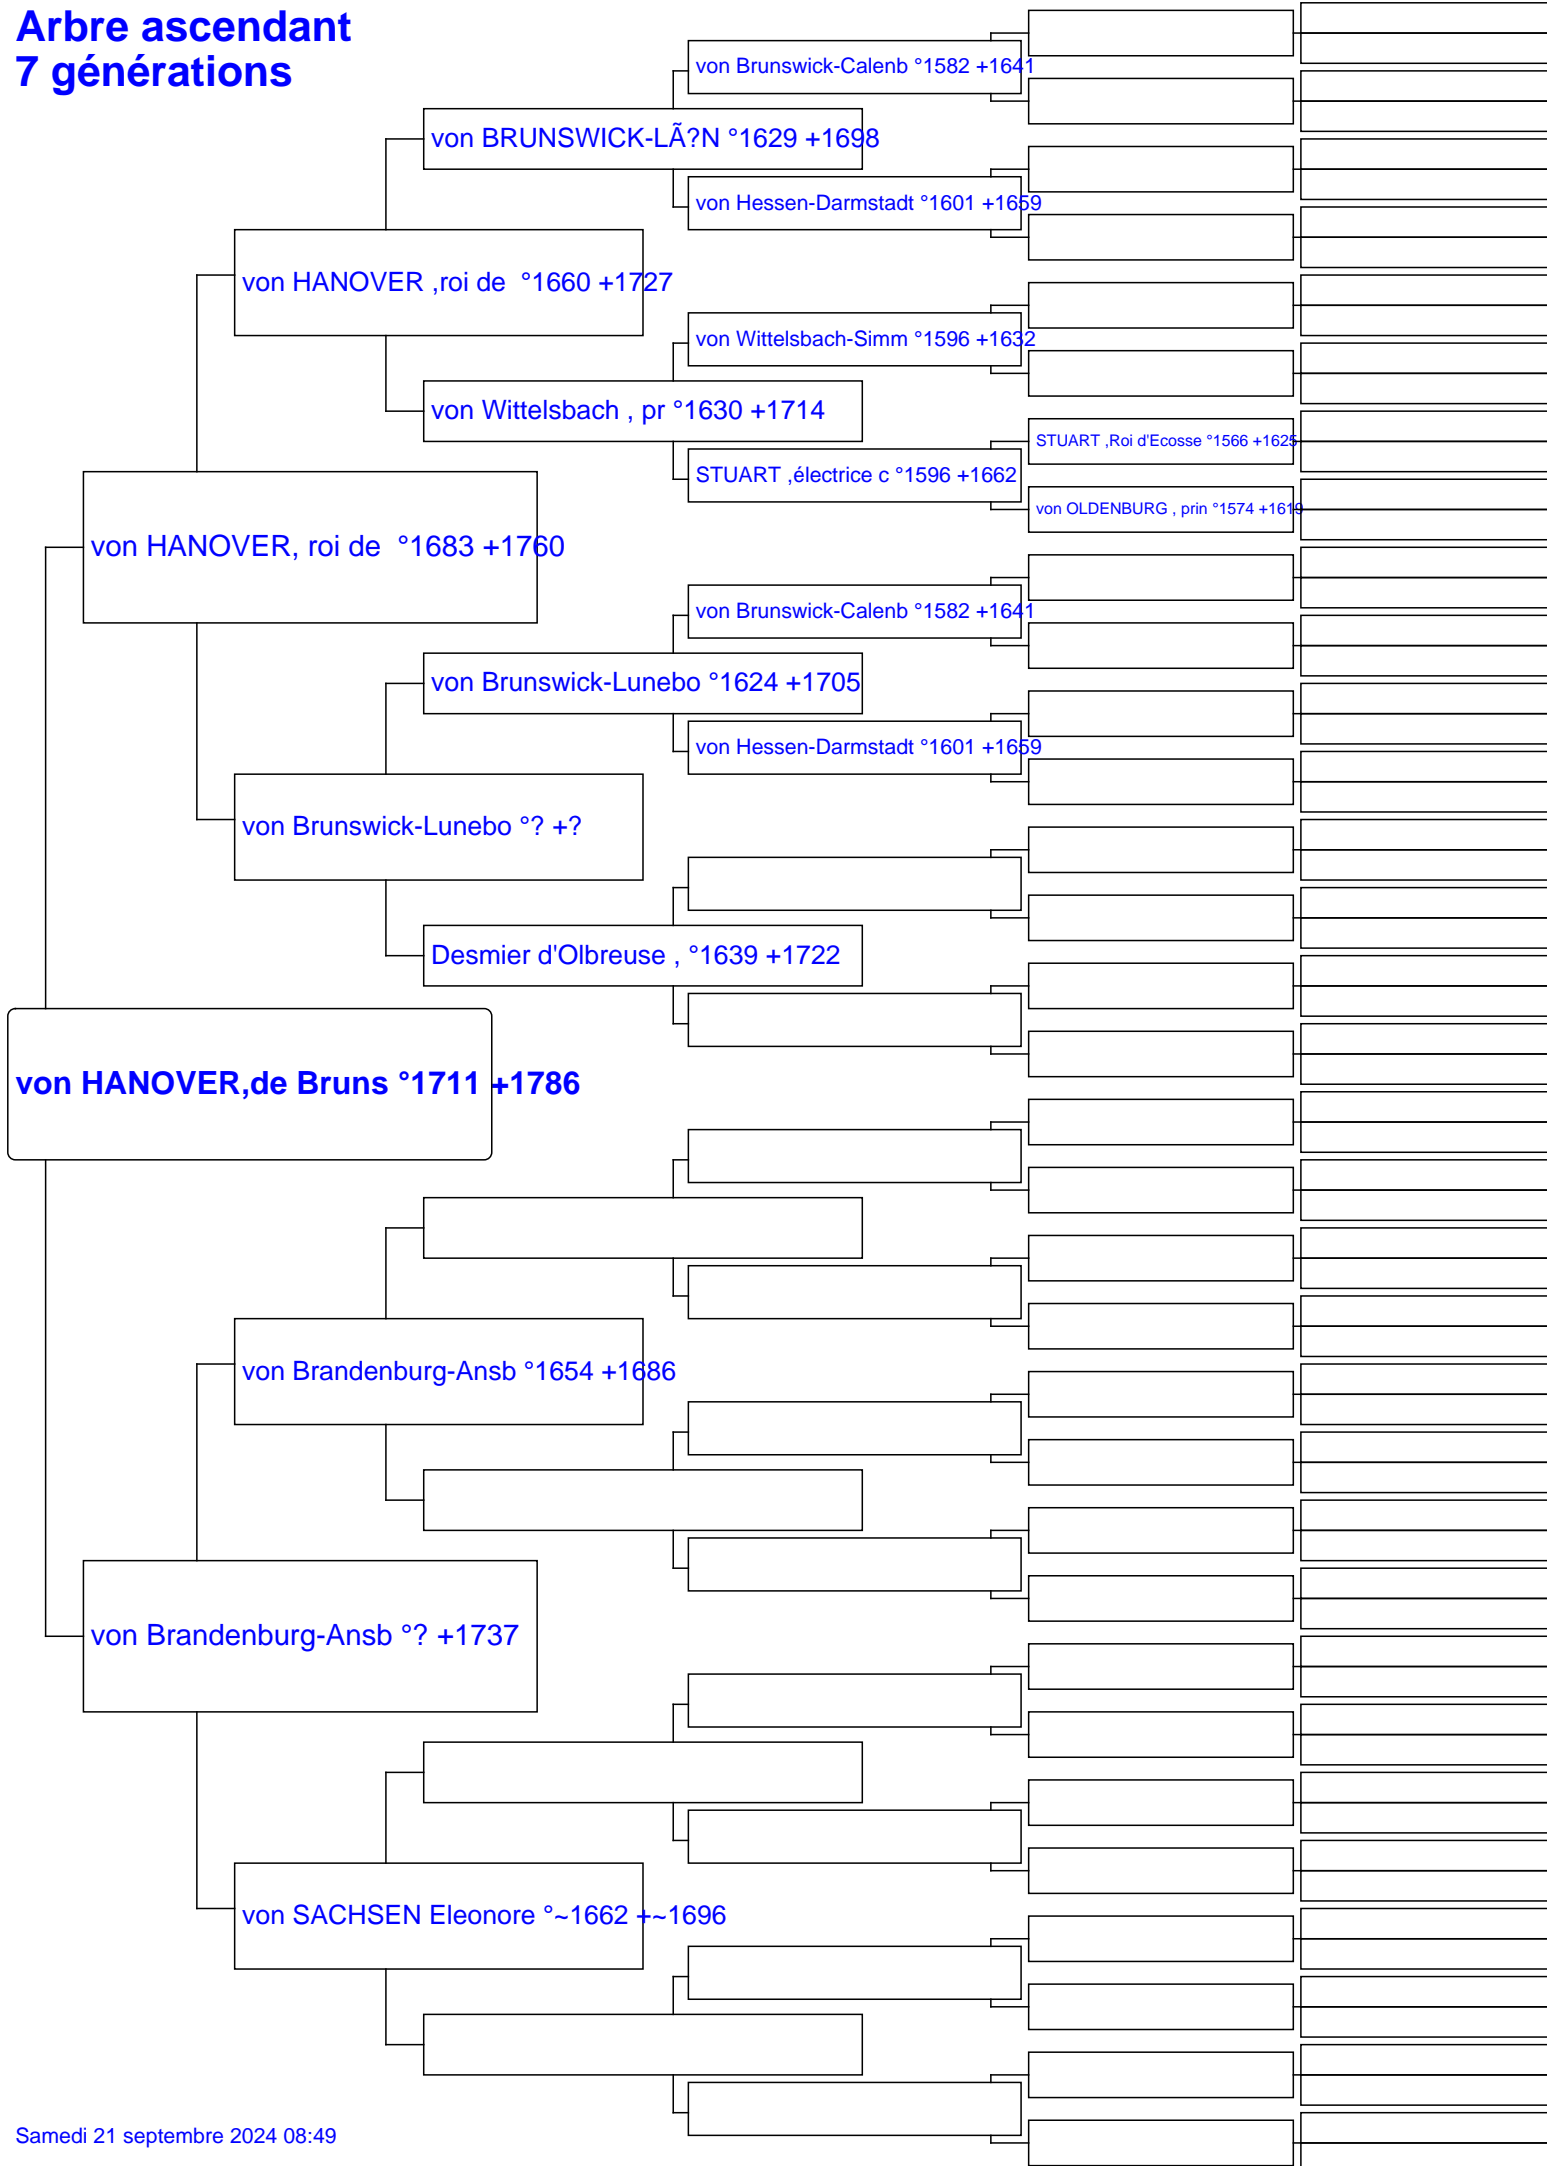 Arbre ascendant
7 générations
von Brunswick-Calenb °1582 +1641
von BRUNSWICK-LÃ?N °1629 +1698
von Hessen-Darmstadt °1601 +1659
von HANOVER ,roi de  °1660 +1727
von Wittelsbach-Simm °1596 +1632
von Wittelsbach , pr °1630 +1714
STUART ,Roi d'Ecosse °1566 +1625
STUART ,électrice c °1596 +1662
von OLDENBURG , prin °1574 +1619
von HANOVER, roi de  °1683 +1760
von Brunswick-Calenb °1582 +1641
von Brunswick-Lunebo °1624 +1705
von Hessen-Darmstadt °1601 +1659
von Brunswick-Lunebo °? +?
Desmier d'Olbreuse , °1639 +1722
von HANOVER,de Bruns °1711 +1786
von Brandenburg-Ansb °1654 +1686
von Brandenburg-Ansb °? +1737
von SACHSEN Eleonore °~1662 +~1696
Samedi 21 septembre 2024 08:49